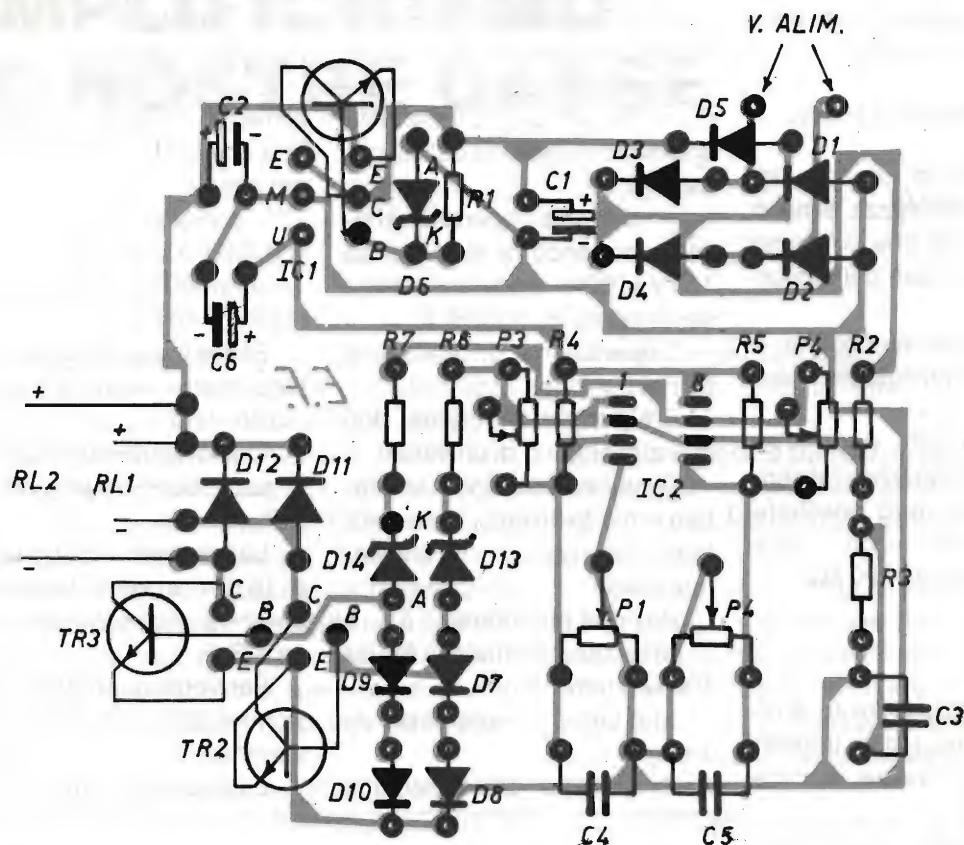 V. ALIM.
C2
D5
D3
D1
E
E
A
C1
+
-
M
C
R1
+
-
U
B
K
IC1
D6
D4
D2
-
+
C6
R7
R6
P3
R4
R5
P4
R2
1
8
+
+
D12
D11
IC2
RL2
RL1
-
-
K
D14
D13
R3
C
C
A
P1
P4
B
B
TR3
E
E
D9
D7
C3
TR2
D10
D8
C4
C5